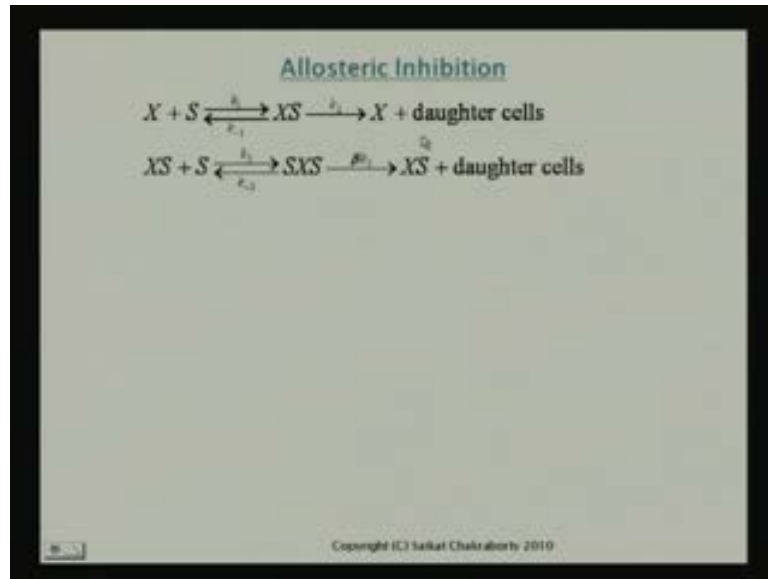 Allosteric Inhibition
X + S ⇄ XS → X + daughter cells
XS + S ⇄ SXS → XS + daughter cells
Copyright (C) Saikat Chakraborty 2010